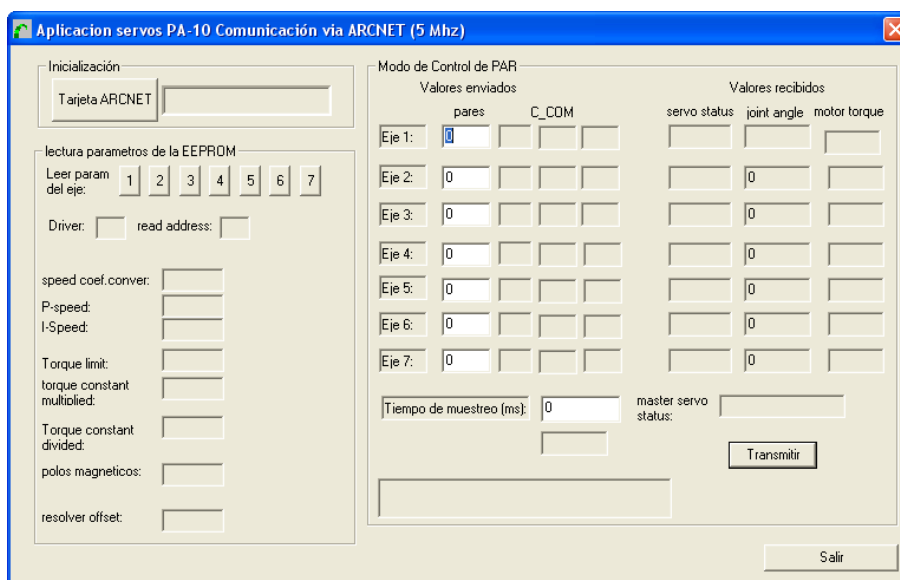 Aplicacion servos PA-10 Comunicación via ARCNET (5 Mhz)
Inicialización
Tarjeta ARCNET
lectura parametros de la EEPROM
Leer param
del eje:
1 2 3 4 5 6 7
Driver: read address:
speed coef.conver:
P-speed:
I-Speed:
Torque limit:
torque constant
multiplied:
Torque constant
divided:
polos magneticos:
resolver offset:
Modo de Control de PAR
Valores enviados Valores recibidos
pares C_COM servo status joint angle motor torque
Eje 1: 0
Eje 2: 0 0
Eje 3: 0 0
Eje 4: 0 0
Eje 5: 0 0
Eje 6: 0 0
Eje 7: 0 0
Tiempo de muestreo (ms): 0
master servo
status:
Transmitir
Salir